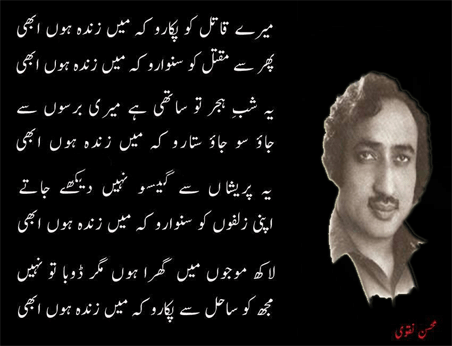 میرے قاتل کو پکارو کہ میں زندہ ہوں ابھی
پھر سے مقتل کو سنوارو کہ میں زندہ ہوں ابھی
یہ شبِ ہجر تو ساتھی ہے میری برسوں سے
جاؤ سو جاؤ ستارو کہ میں زندہ ہوں ابھی
یہ پریشاں سے گیسو نہیں دیکھے جاتے
اپنی زلفوں کو سنوارو کہ میں زندہ ہوں ابھی
لاکھ موجوں میں گھرا ہوں مگر ڈوبا تو نہیں
مجھ کو ساحل سے پکارو کہ میں زندہ ہوں ابھی
محسن نقوی